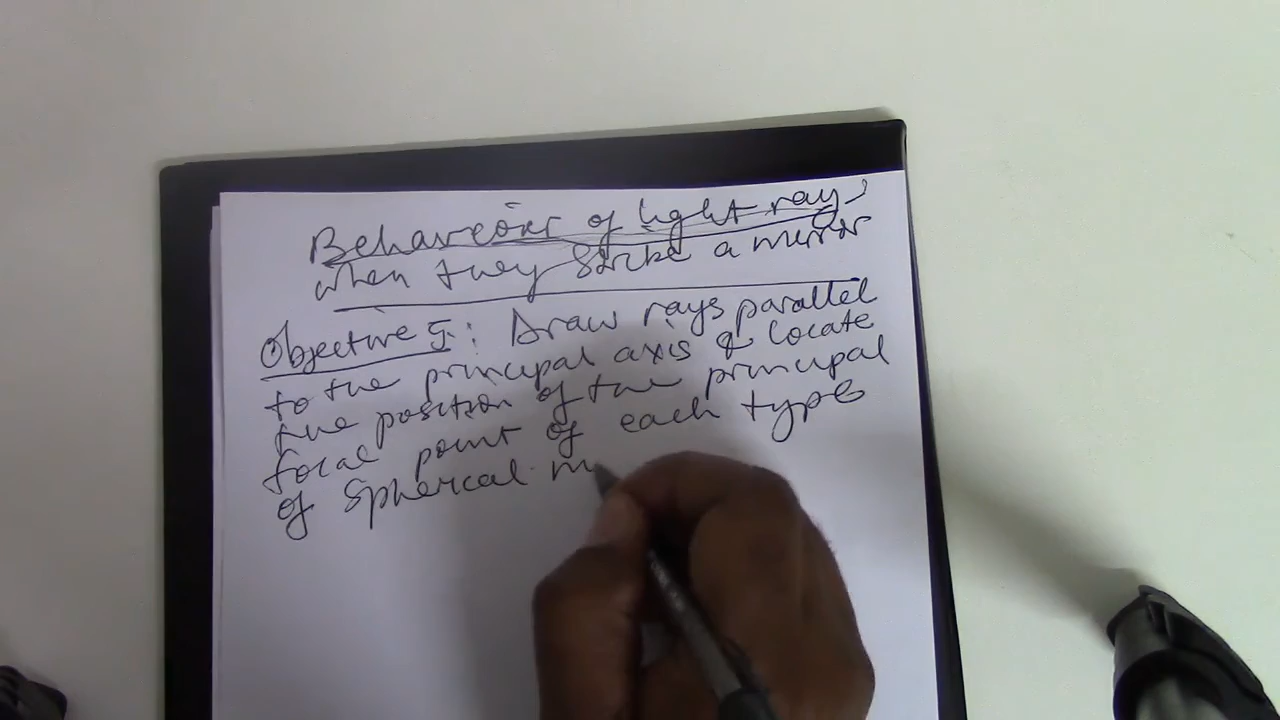 Behaviour of light rays
when they strike a mirror
Objective 5: Draw rays parallel
to the principal axis & locate
the position of the principal
focal point of each type
of spherical m